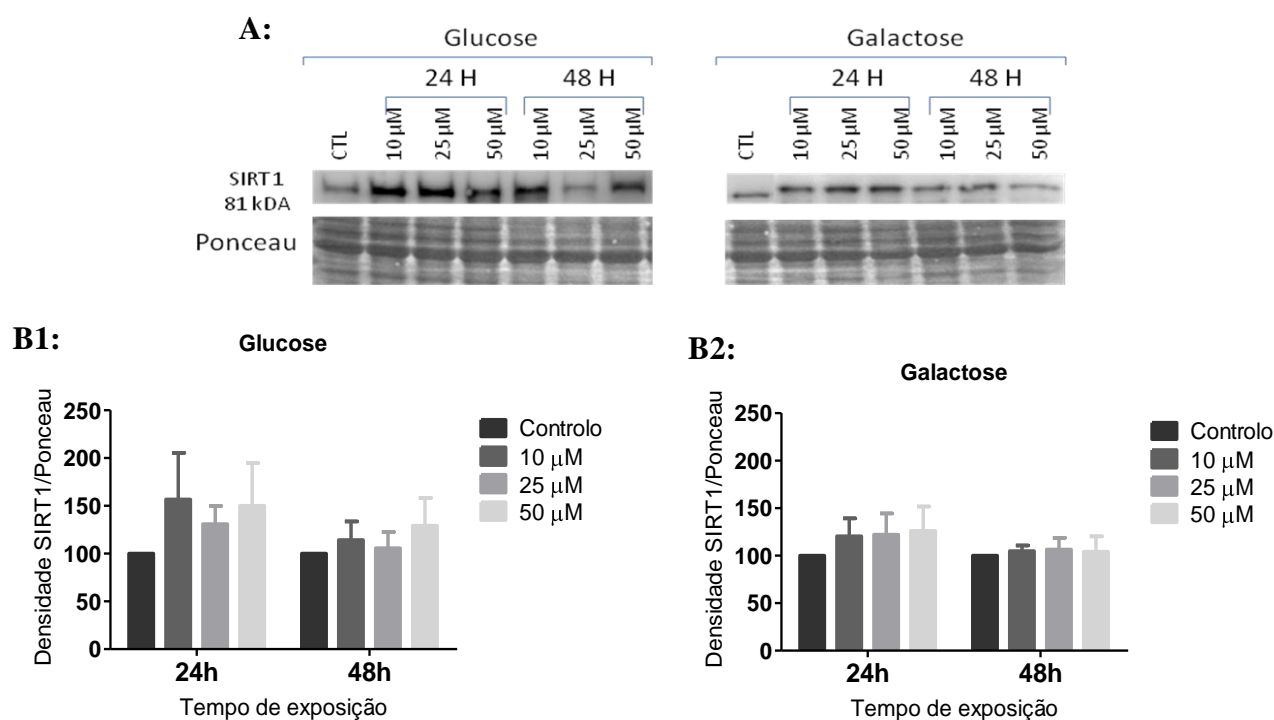 A:
Glucose
Galactose
24 H
48 H
24 H
48 H
CTL
10 µM
25 µM
50 µM
10 µM
25 µM
50 µM
CTL
10 µM
25 µM
50 µM
10 µM
25 µM
50 µM
SIRT1
81 kDA
Ponceau
B1:
Glucose
Densidade SIRT1/Ponceau
250
200
150
100
50
0
24h
48h
Tempo de exposição
Controlo
10 µM
25 µM
50 µM
B2:
Galactose
Densidade SIRT1/Ponceau
250
200
150
100
50
0
24h
48h
Tempo de exposição
Controlo
10 µM
25 µM
50 µM